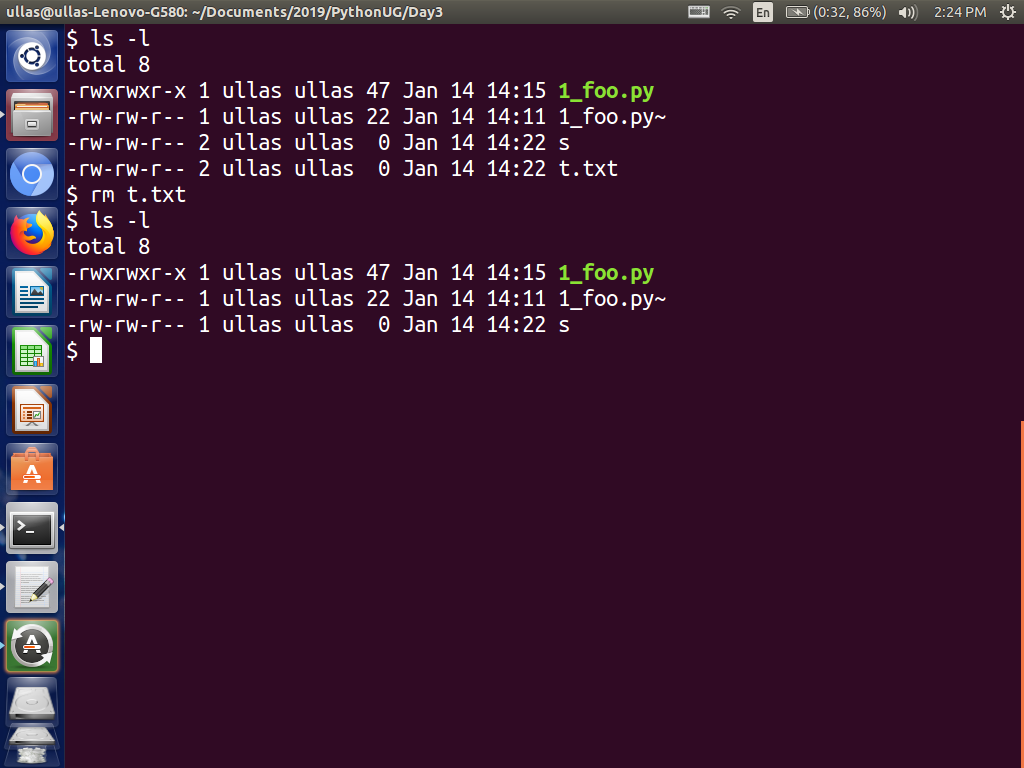 ullas@ullas-Lenovo-G580: ~/Documents/2019/PythonUG/Day3 En (0:32, 86%) 2:24 PM
$ ls -l
total 8
-rwxrwxr-x 1 ullas ullas 47 Jan 14 14:15 1_foo.py
-rw-rw-r-- 1 ullas ullas 22 Jan 14 14:11 1_foo.py~
-rw-rw-r-- 2 ullas ullas  0 Jan 14 14:22 s
-rw-rw-r-- 2 ullas ullas  0 Jan 14 14:22 t.txt
$ rm t.txt
$ ls -l
total 8
-rwxrwxr-x 1 ullas ullas 47 Jan 14 14:15 1_foo.py
-rw-rw-r-- 1 ullas ullas 22 Jan 14 14:11 1_foo.py~
-rw-rw-r-- 1 ullas ullas  0 Jan 14 14:22 s
$